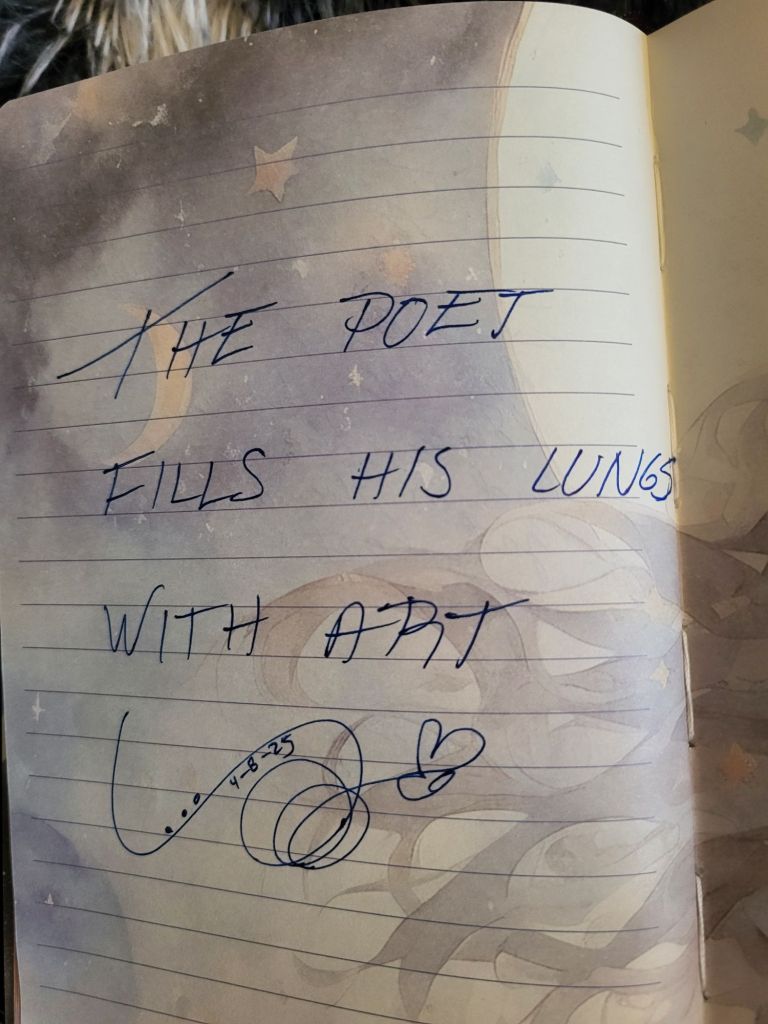 THE POET
FILLS HIS LUNGS
WITH ART
4-8-25